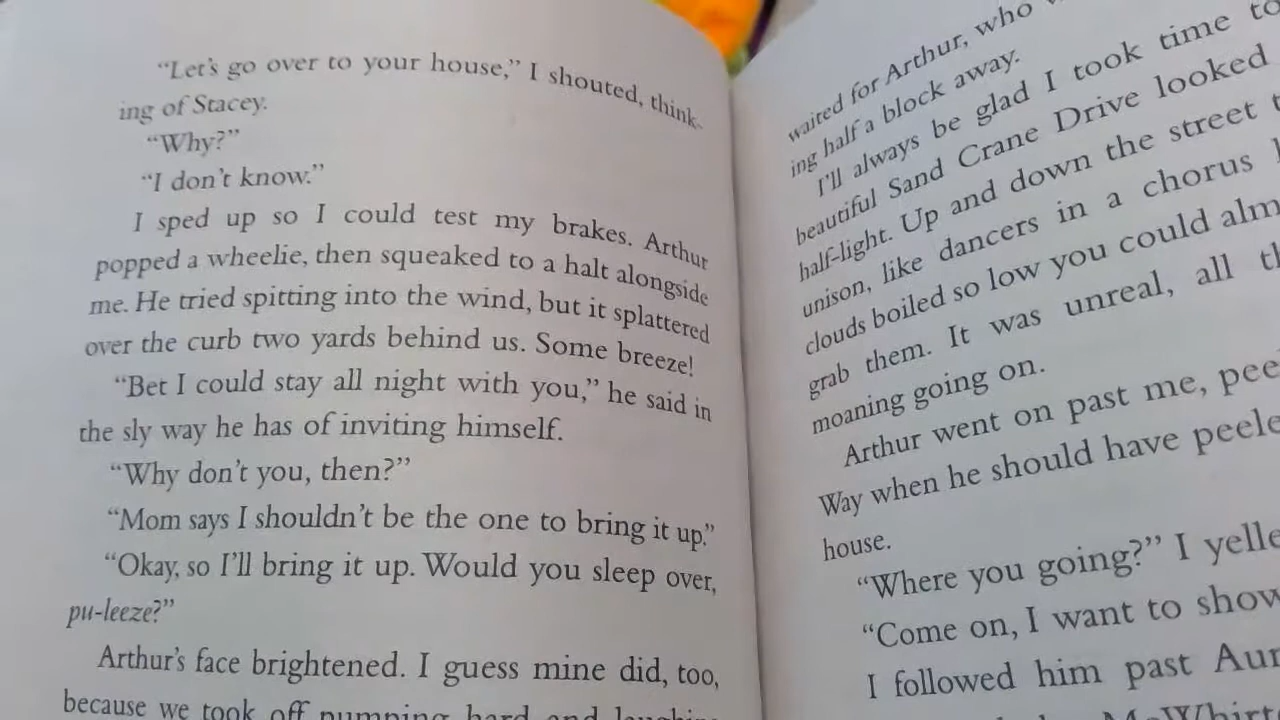 “Let's go over to your house,” I shouted, think-
ing of Stacey.
“Why?”
“I don't know.”
I sped up so I could test my brakes. Arthur
popped a wheelie, then squeaked to a halt alongside
me. He tried spitting into the wind, but it splattered
over the curb two yards behind us. Some breeze!
“Bet I could stay all night with you,” he said in
the sly way he has of inviting himself.
“Why don't you, then?”
“Mom says I shouldn't be the one to bring it up.”
“Okay, so I'll bring it up. Would you sleep over,
pu-leeze?”
Arthur's face brightened. I guess mine did, too,
because we took off pumping hard and
waited for Arthur, who
ing half a block away.
I'll always be glad I took time to
beautiful Sand Crane Drive looked
half-light. Up and down the street
unison, like dancers in a chorus
clouds boiled so low you could
grab them. It was unreal, all
moaning going on.
Arthur went on past me,
Way when he should have
house.
“Where you going?” I
“Come on, I want to show
I followed him past